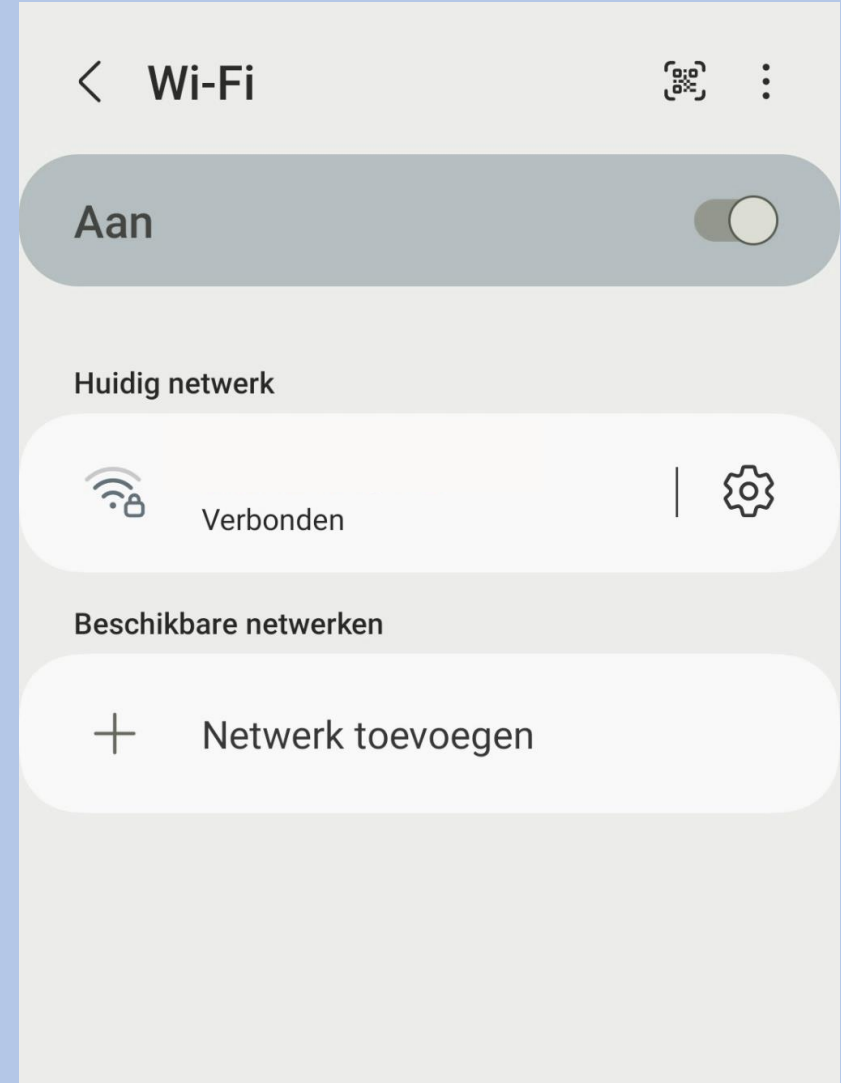 Wi-Fi
Aan
Huidig netwerk
Verbonden
Beschikbare netwerken
Netwerk toevoegen